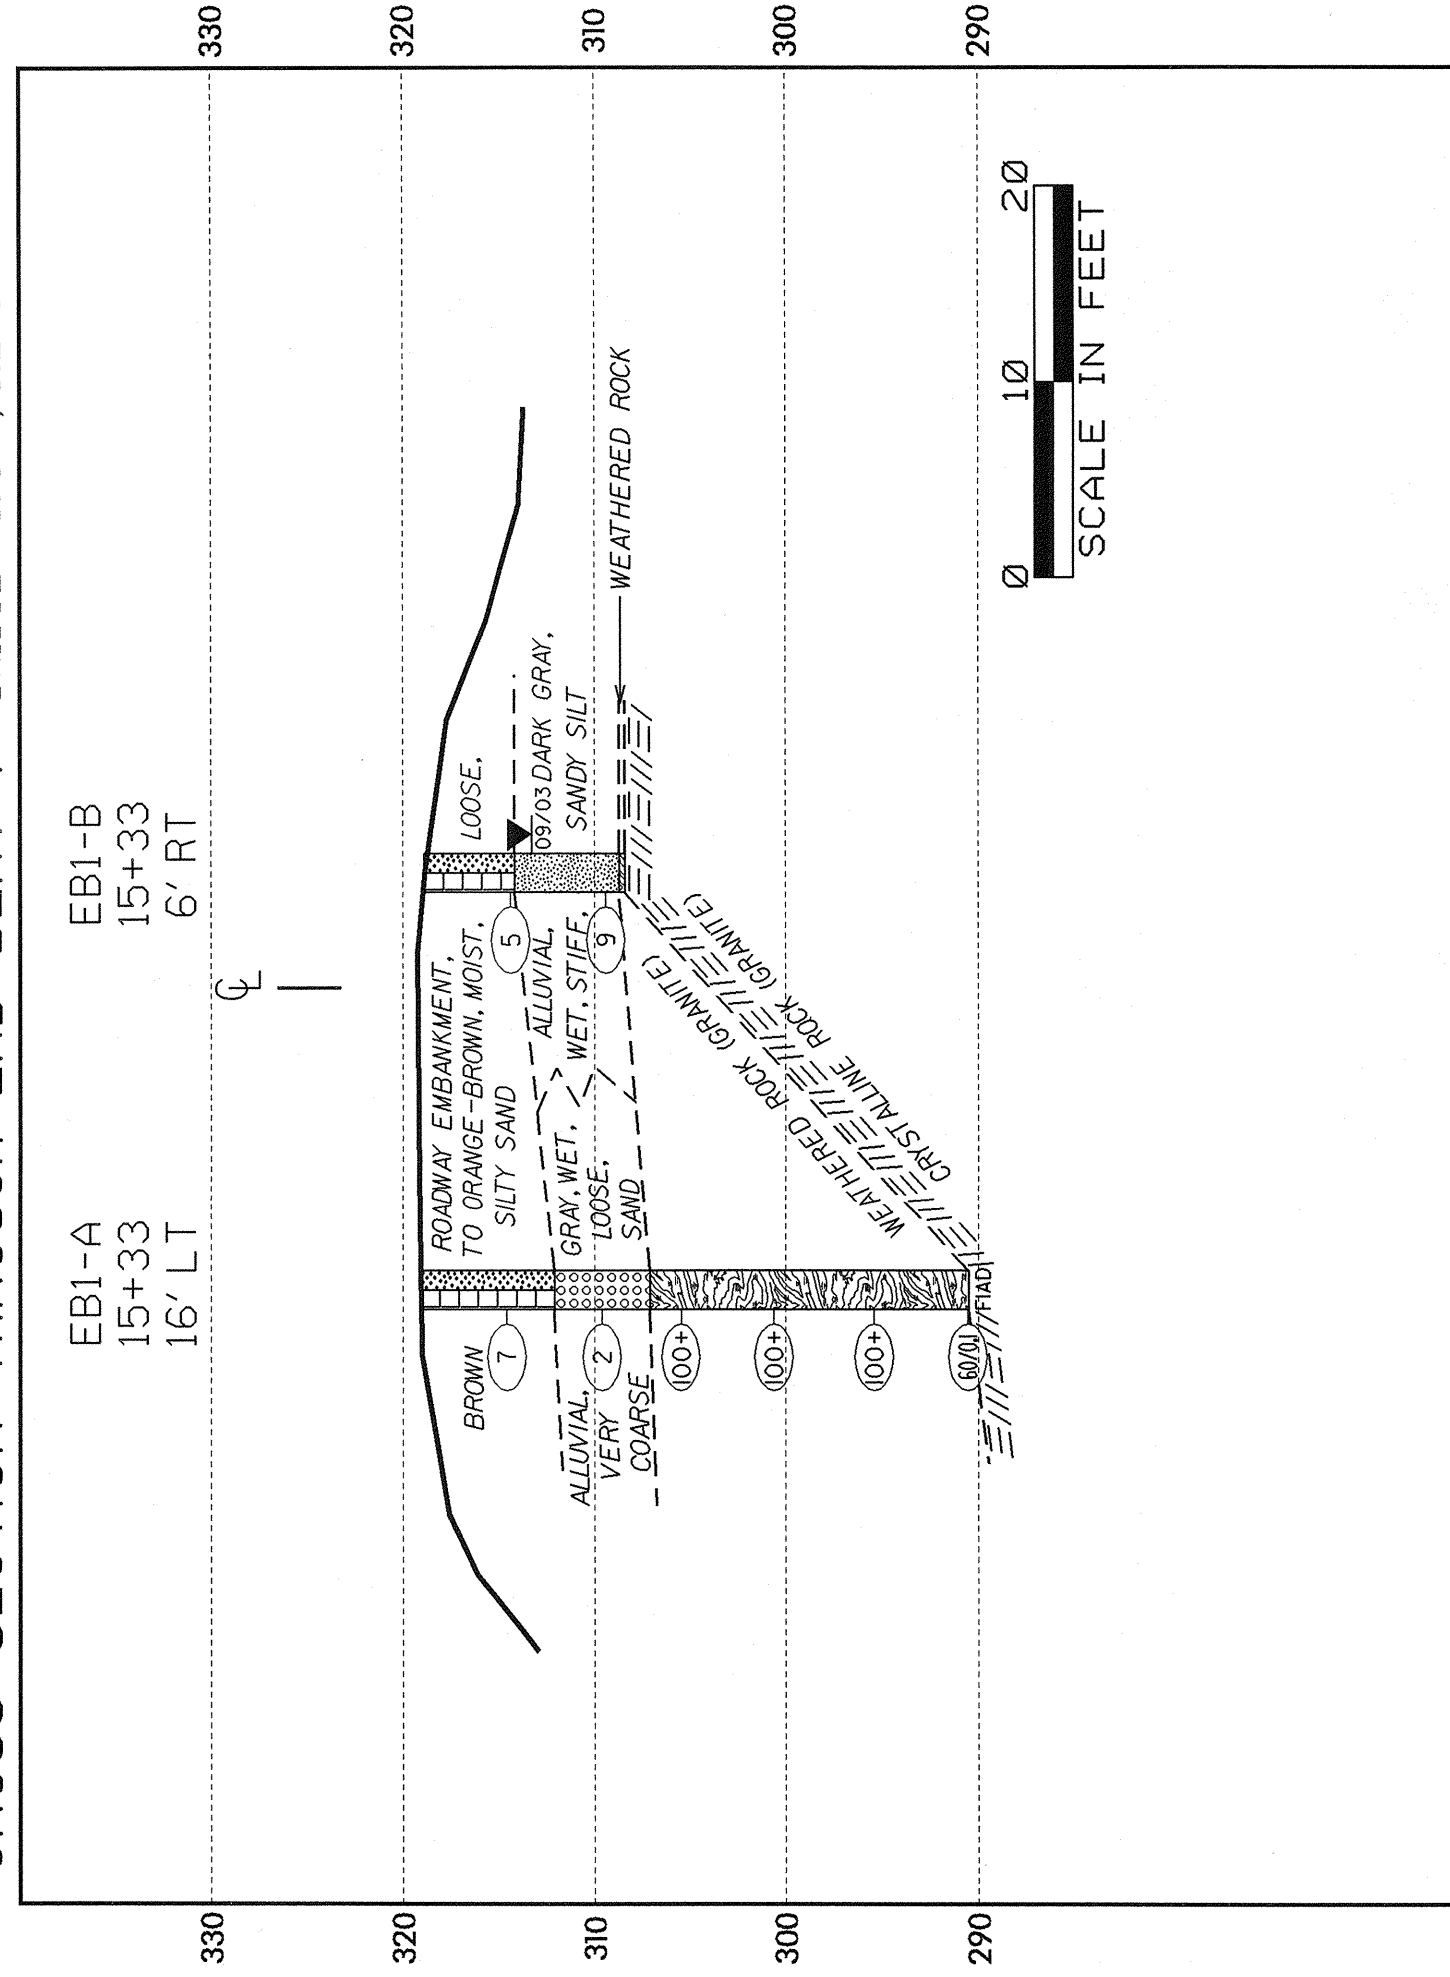 EB1-A
15+33
16' LT
EB1-B
15+33
6' RT
CL
330
330
320
320
310
310
300
300
290
290
BROWN
ROADWAY EMBANKMENT,
TO ORANGE-BROWN, MOIST,
SILTY SAND
LOOSE,
7
5
09/03
DARK GRAY,
SANDY SILT
ALLUVIAL,
WET, STIFF,
9
ALLUVIAL,
VERY
COARSE
GRAY, WET,
LOOSE,
SAND
2
WEATHERED ROCK
100+
100+
100+
60/0.1
FIAD
WEATHERED ROCK (GRANITE)
CRYSTALLINE ROCK (GRANITE)
0 10 20
SCALE IN FEET